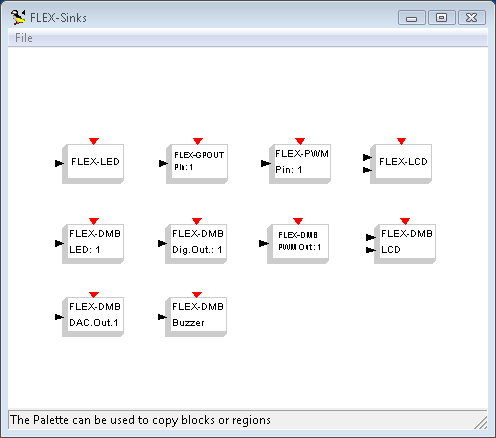 FLEX-Sinks
File
FLEX-LED
FLEX-GPOUT
Pin: 1
FLEX-PWM
Pin: 1
FLEX-LCD
FLEX-DMB
LED: 1
FLEX-DMB
Dig.Out.: 1
FLEX-DMB
PWM Out: 1
FLEX-DMB
LCD
FLEX-DMB
DAC.Out.1
FLEX-DMB
Buzzer
The Palette can be used to copy blocks or regions